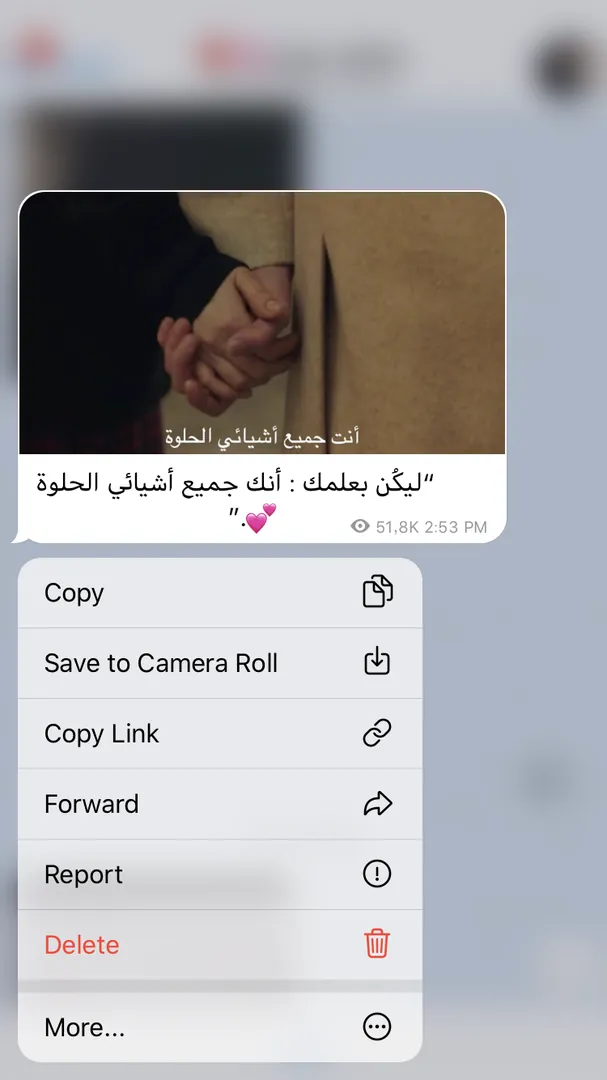 أنت جميع أشيائي الحلوة
“ليكُن بعلمك : أنك جميع أشيائي الحلوة
💕.”
51,8K 2:53 PM
Copy
Save to Camera Roll
Copy Link
Forward
Report
Delete
More...